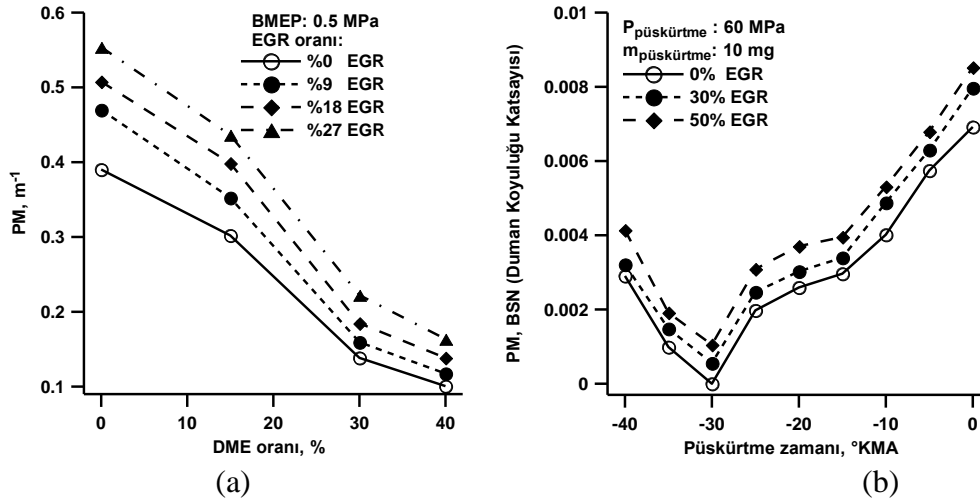 BMEP: 0.5 MPa
EGR oranı:
%0 EGR
%9 EGR
%18 EGR
%27 EGR
0.6
0.5
0.4
0.3
0.2
0.1
PM, m-1
0 10 20 30 40
DME oranı, %
(a)
Ppüskürtme : 60 MPa
mpüskürtme: 10 mg
0% EGR
30% EGR
50% EGR
0.01
0.008
0.006
0.004
0.002
0
PM, BSN (Duman Koyuluğu Katsayısı)
-40 -30 -20 -10 0
Püskürtme zamanı, °KMA
(b)